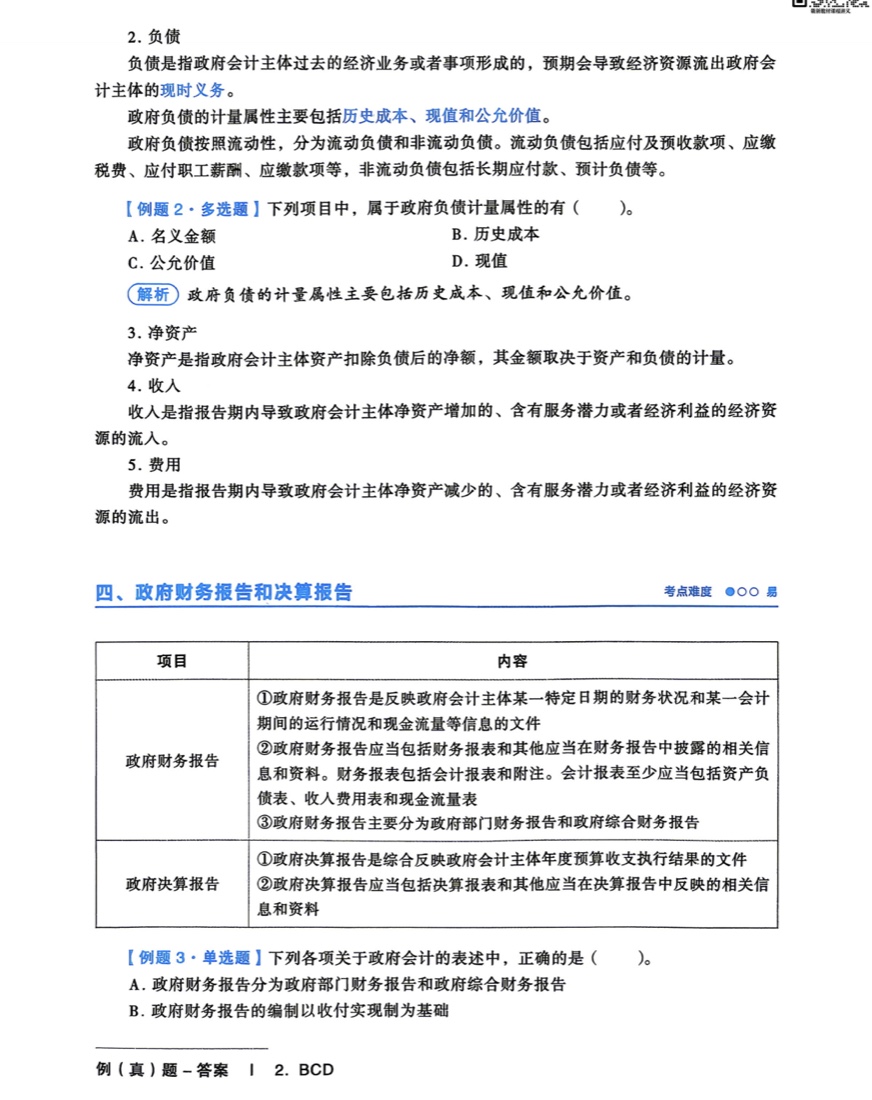 2. 负债
负债是指政府会计主体过去的经济业务或者事项形成的，预期会导致经济资源流出政府会
计主体的现时义务。
政府负债的计量属性主要包括历史成本、现值和公允价值。
政府负债按照流动性，分为流动负债和非流动负债。流动负债包括应付及预收款项、应缴
税费、应付职工薪酬、应缴款项等，非流动负债包括长期应付款、预计负债等。
【例题 2·多选题】下列项目中，属于政府负债计量属性的有（　　）。
A. 名义金额　　B. 历史成本
C. 公允价值　　D. 现值
解析 政府负债的计量属性主要包括历史成本、现值和公允价值。
3. 净资产
净资产是指政府会计主体资产扣除负债后的净额，其金额取决于资产和负债的计量。
4. 收入
收入是指报告期内导致政府会计主体净资产增加的、含有服务潜力或者经济利益的经济资
源的流入。
5. 费用
费用是指报告期内导致政府会计主体净资产减少的、含有服务潜力或者经济利益的经济资
源的流出。
四、政府财务报告和决算报告　　考点难度 ●○○ 易
项目　　内容
政府财务报告
①政府财务报告是反映政府会计主体某一特定日期的财务状况和某一会计
期间的运行情况和现金流量等信息的文件
②政府财务报告应当包括财务报表和其他应当在财务报告中披露的相关信
息和资料。财务报表包括会计报表和附注。会计报表至少应当包括资产负
债表、收入费用表和现金流量表
③政府财务报告主要分为政府部门财务报告和政府综合财务报告
政府决算报告
①政府决算报告是综合反映政府会计主体年度预算收支执行结果的文件
②政府决算报告应当包括决算报表和其他应当在决算报告中反映的相关信
息和资料
【例题 3·单选题】下列各项关于政府会计的表述中，正确的是（　　）。
A. 政府财务报告分为政府部门财务报告和政府综合财务报告
B. 政府财务报告的编制以收付实现制为基础
例（真）题－答案　|　2. BCD